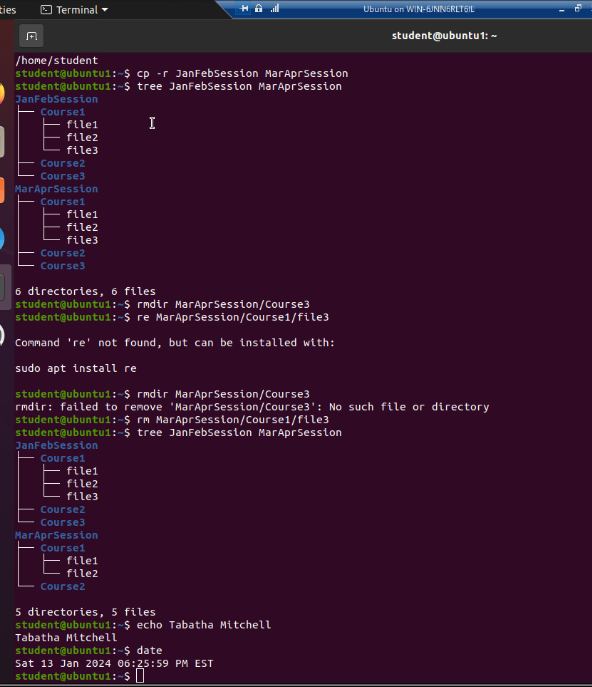 ties
Terminal
Ubuntu on WIN-6JNN6RLT6IL
student@ubuntu1: ~
/home/student
student@ubuntu1:~$ cp -r JanFebSession MarAprSession
student@ubuntu1:~$ tree JanFebSession MarAprSession
JanFebSession
├── Course1
│   ├── file1
│   ├── file2
│   └── file3
├── Course2
└── Course3
MarAprSession
├── Course1
│   ├── file1
│   ├── file2
│   └── file3
├── Course2
└── Course3
6 directories, 6 files
student@ubuntu1:~$ rmdir MarAprSession/Course3
student@ubuntu1:~$ re MarAprSession/Course1/file3
Command 're' not found, but can be installed with:
sudo apt install re
student@ubuntu1:~$ rmdir MarAprSession/Course3
rmdir: failed to remove 'MarAprSession/Course3': No such file or directory
student@ubuntu1:~$ rm MarAprSession/Course1/file3
student@ubuntu1:~$ tree JanFebSession MarAprSession
JanFebSession
├── Course1
│   ├── file1
│   ├── file2
│   └── file3
├── Course2
└── Course3
MarAprSession
├── Course1
│   ├── file1
│   └── file2
└── Course2
5 directories, 5 files
student@ubuntu1:~$ echo Tabatha Mitchell
Tabatha Mitchell
student@ubuntu1:~$ date
Sat 13 Jan 2024 06:25:59 PM EST
student@ubuntu1:~$